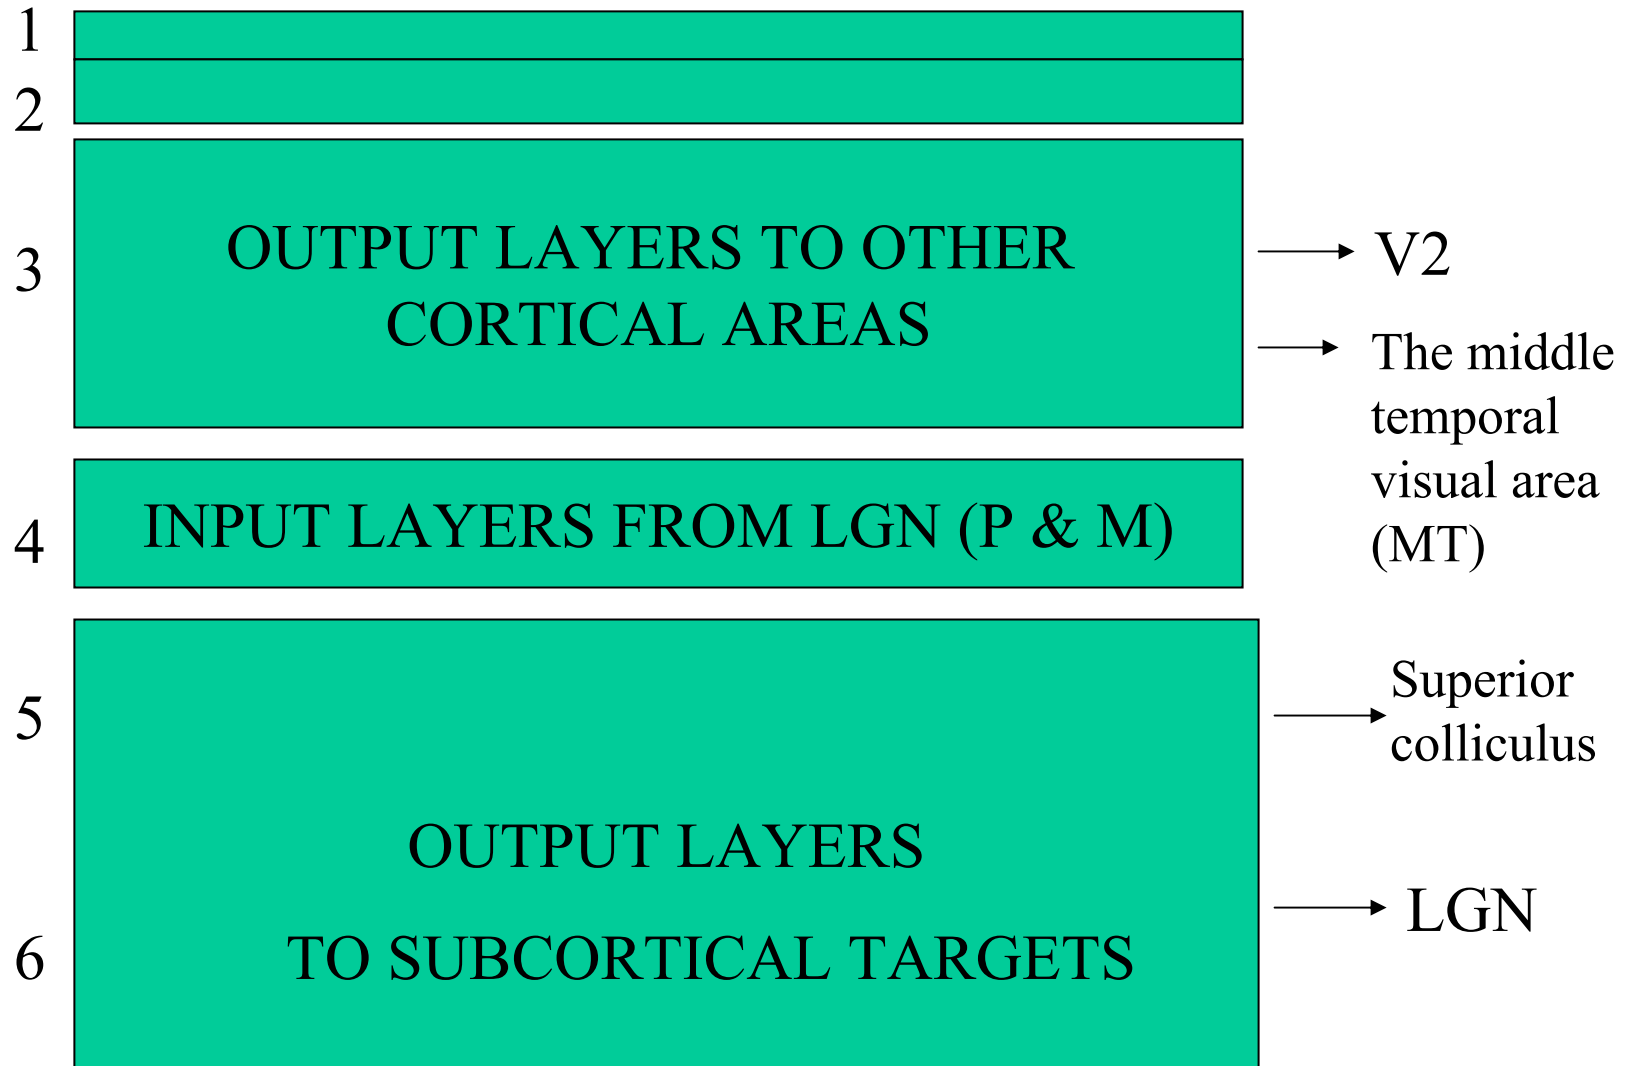 1
2
3
OUTPUT LAYERS TO OTHER
CORTICAL AREAS
V2
The middle
temporal
visual area
(MT)
4
INPUT LAYERS FROM LGN (P & M)
5
Superior
colliculus
OUTPUT LAYERS
LGN
6
TO SUBCORTICAL TARGETS